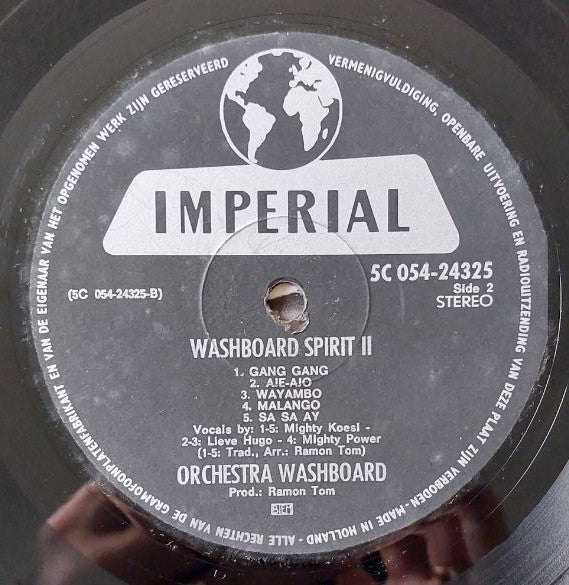 ALLE RECHTEN VAN DE GRAMOFOONPLATENFABRIKANT EN VAN DE EIGENAAR VAN HET OPGENOMEN WERK ZIJN GERESERVEERD
VERMENIGVULDIGING, OPENBARE UITVOERING EN RADIOUITZENDING VAN DEZE PLAAT ZIJN VERBODEN - MADE IN HOLLAND -
IMPERIAL
5C 054-24325
(5C 054-24325-B)
Side 2
STEREO
WASHBOARD SPIRIT II
1. GANG GANG
2. AJE-AJO
3. WAYAMBO
4. MALANGO
5. SA SA AY
Vocals by: 1-5: Mighty Koesi -
2-3: Lieve Hugo - 4: Mighty Power
(1-5: Trad., Arr.: Ramon Tom)
ORCHESTRA WASHBOARD
Prod.: Ramon Tom